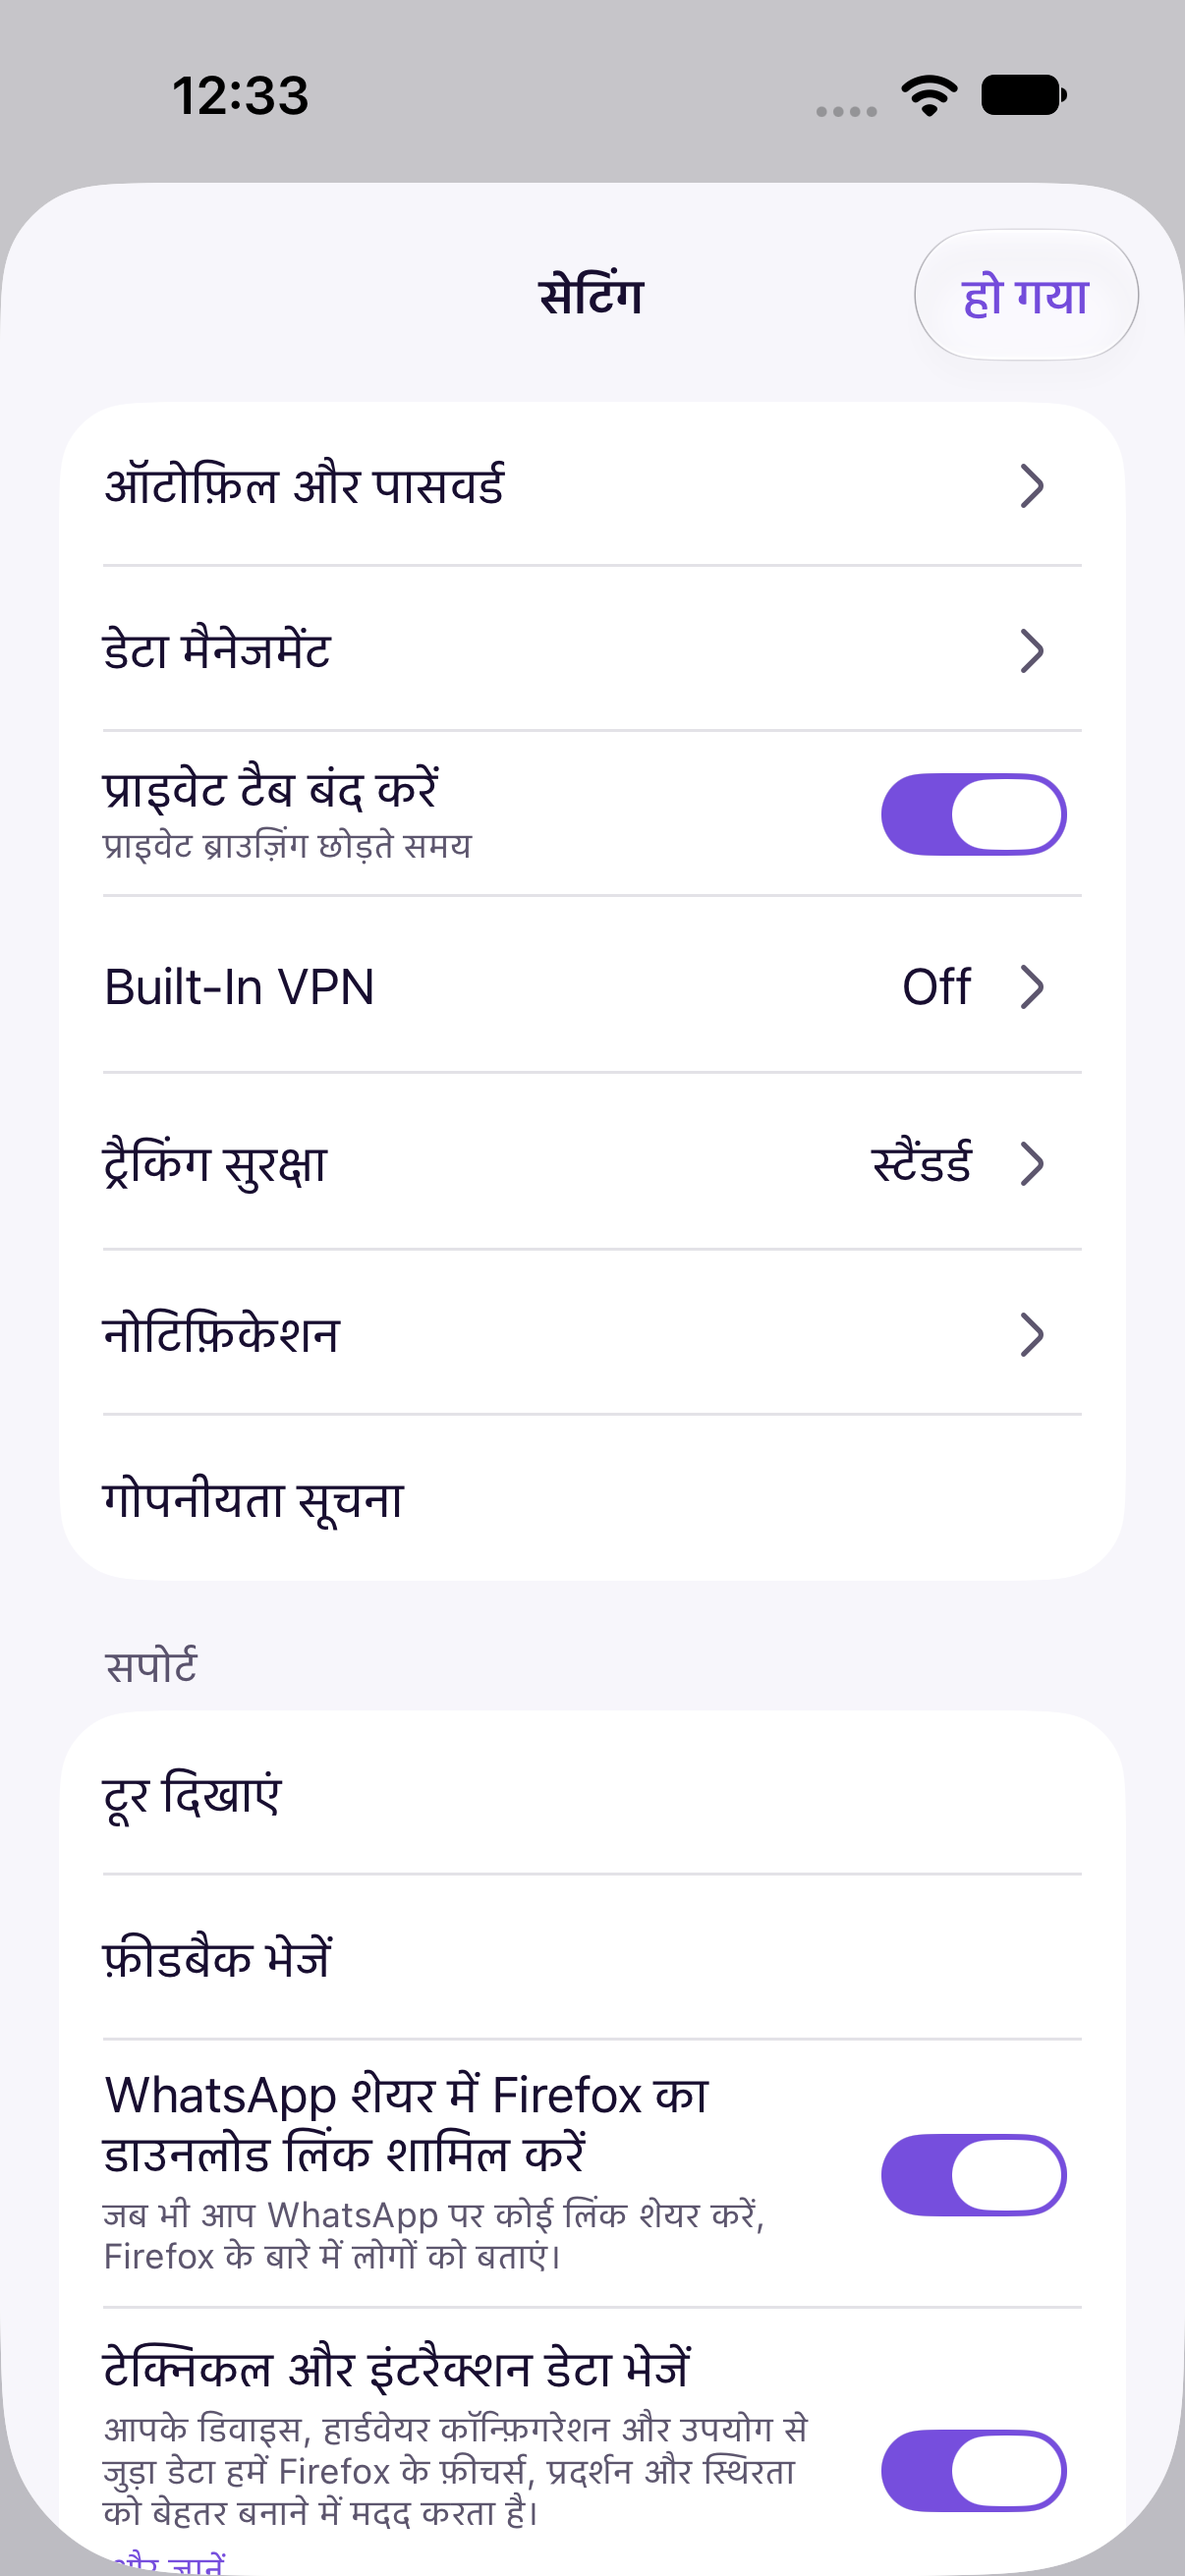 12:33
सेटिंग
हो गया
ऑटोफ़िल और पासवर्ड
डेटा मैनेजमेंट
प्राइवेट टैब बंद करें
प्राइवेट ब्राउज़िंग छोड़ते समय
Built-In VPN
Off
ट्रैकिंग सुरक्षा
स्टैंडर्ड
नोटिफ़िकेशन
गोपनीयता सूचना
सपोर्ट
टूर दिखाएं
फ़ीडबैक भेजें
WhatsApp शेयर में Firefox का
डाउनलोड लिंक शामिल करें
जब भी आप WhatsApp पर कोई लिंक शेयर करें,
Firefox के बारे में लोगों को बताएं।
टेक्निकल और इंटरैक्शन डेटा भेजें
आपके डिवाइस, हार्डवेयर कॉन्फ़िगरेशन और उपयोग से
जुड़ा डेटा हमें Firefox के फ़ीचर्स, प्रदर्शन और स्थिरता
को बेहतर बनाने में मदद करता है।
और जानें